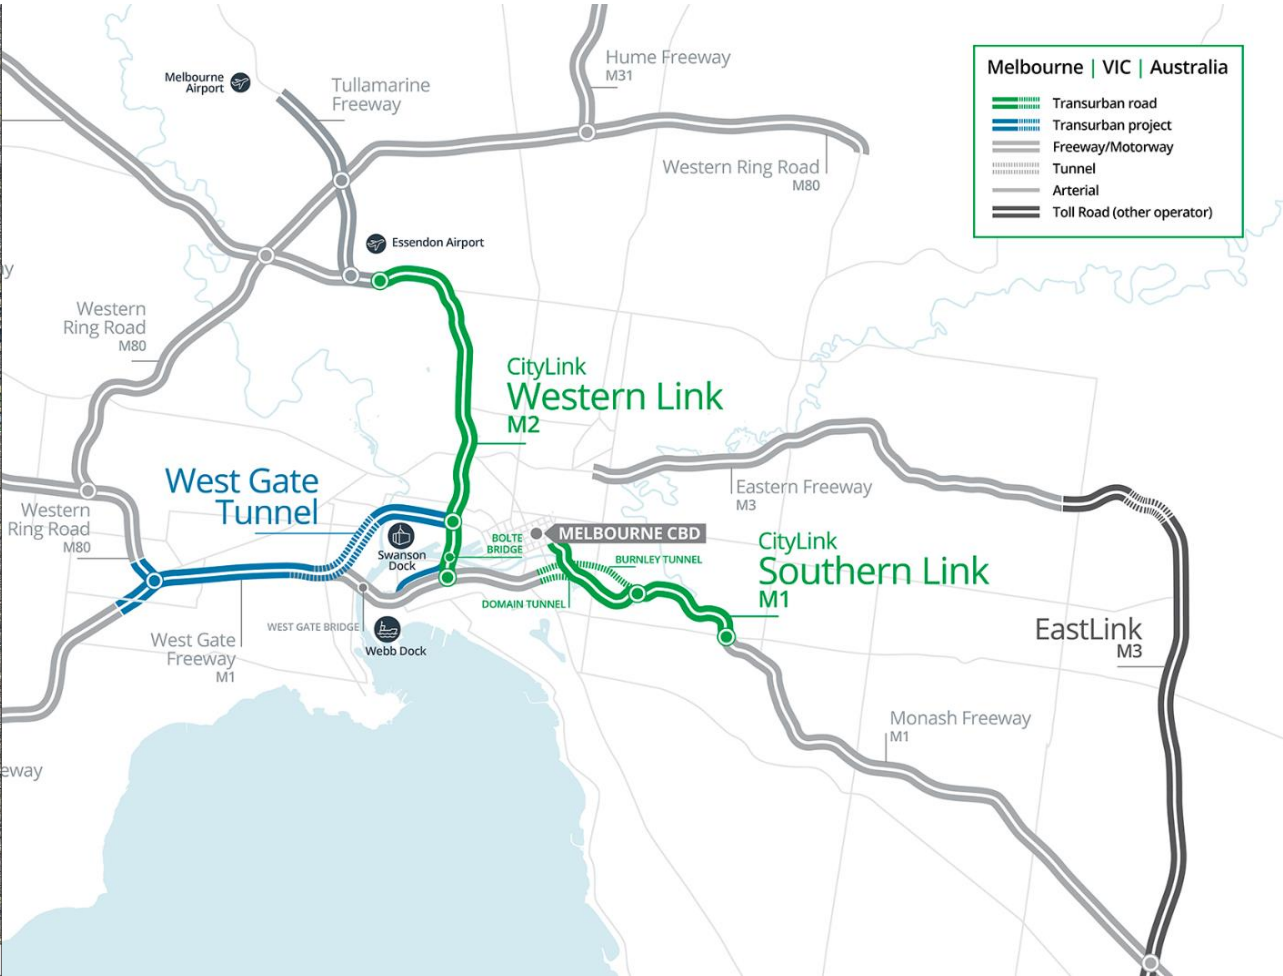 Melbourne
Airport
Tullamarine
Freeway
Hume Freeway
M31
Western Ring Road
M80
Melbourne | VIC | Australia
Transurban road
Transurban project
Freeway/Motorway
Tunnel
Arterial
Toll Road (other operator)
Essendon Airport
ay
Western
Ring Road
M80
CityLink
Western Link
M2
West Gate
Tunnel
Eastern Freeway
M3
Western
Ring Road
M80
Swanson
Dock
BOLTE
BRIDGE
MELBOURNE CBD
BURNLEY TUNNEL
CityLink
Southern Link
M1
DOMAIN TUNNEL
WEST GATE BRIDGE
Webb Dock
West Gate
Freeway
M1
EastLink
M3
Monash Freeway
M1
eway